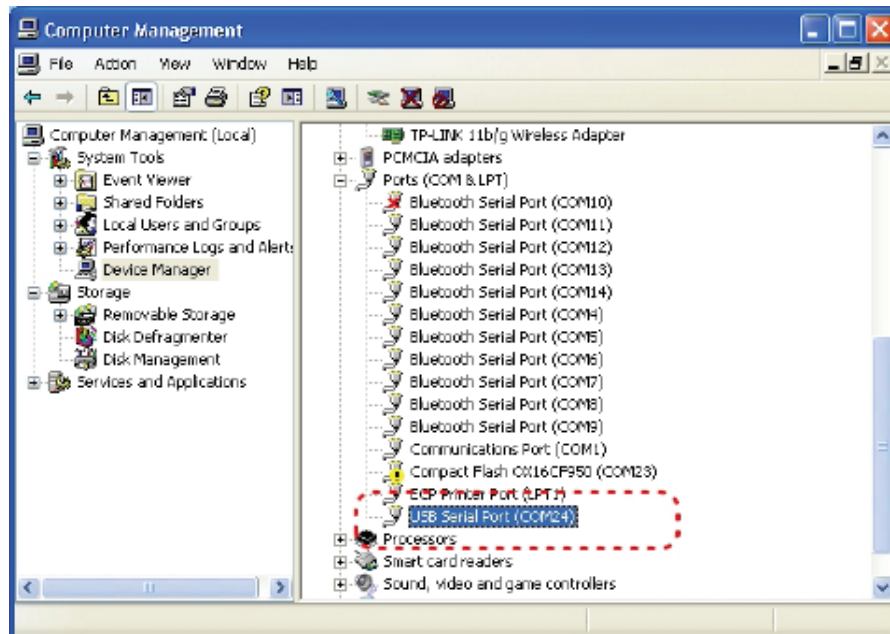 Computer Management
File Action View Window Help
Computer Management (Local)
System Tools
Event Viewer
Shared Folders
Local Users and Groups
Performance Logs and Alert:
Device Manager
Storage
Removable Storage
Disk Defragmenter
Disk Management
Services and Applications
TP-LINK 11b/g Wireless Adapter
PCMCIA adapters
Ports (COM & LPT)
Bluetooth Serial Port (COM10)
Bluetooth Serial Port (COM11)
Bluetooth Serial Port (COM12)
Bluetooth Serial Port (COM13)
Bluetooth Serial Port (COM14)
Bluetooth Serial Port (COM4)
Bluetooth Serial Port (COM5)
Bluetooth Serial Port (COM6)
Bluetooth Serial Port (COM7)
Bluetooth Serial Port (COM8)
Bluetooth Serial Port (COM9)
Communications Port (COM1)
Compact Flash OX16CF950 (COM23)
ECP Printer Port (LPT1)
USB Serial Port (COM24)
Processors
Smart card readers
Sound, video and game controllers